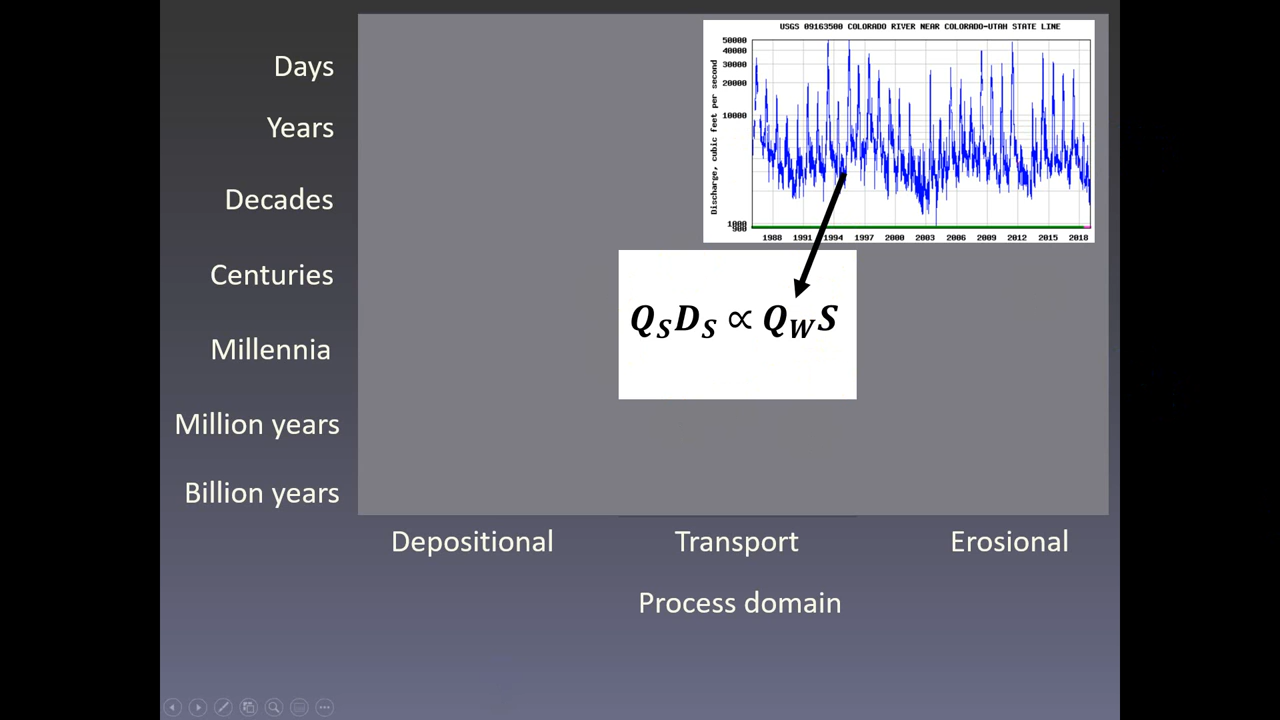 USGS 09163500 COLORADO RIVER NEAR COLORADO-UTAH STATE LINE
Discharge, cubic feet per second
50000
40000
30000
20000
10000
1000
900
1988 1991 1994 1997 2000 2003 2006 2009 2012 2015 2018
Days
Years
Decades
Centuries
Millennia
Million years
Billion years
Q_S D_S ∝ Q_W S
Depositional Transport Erosional
Process domain